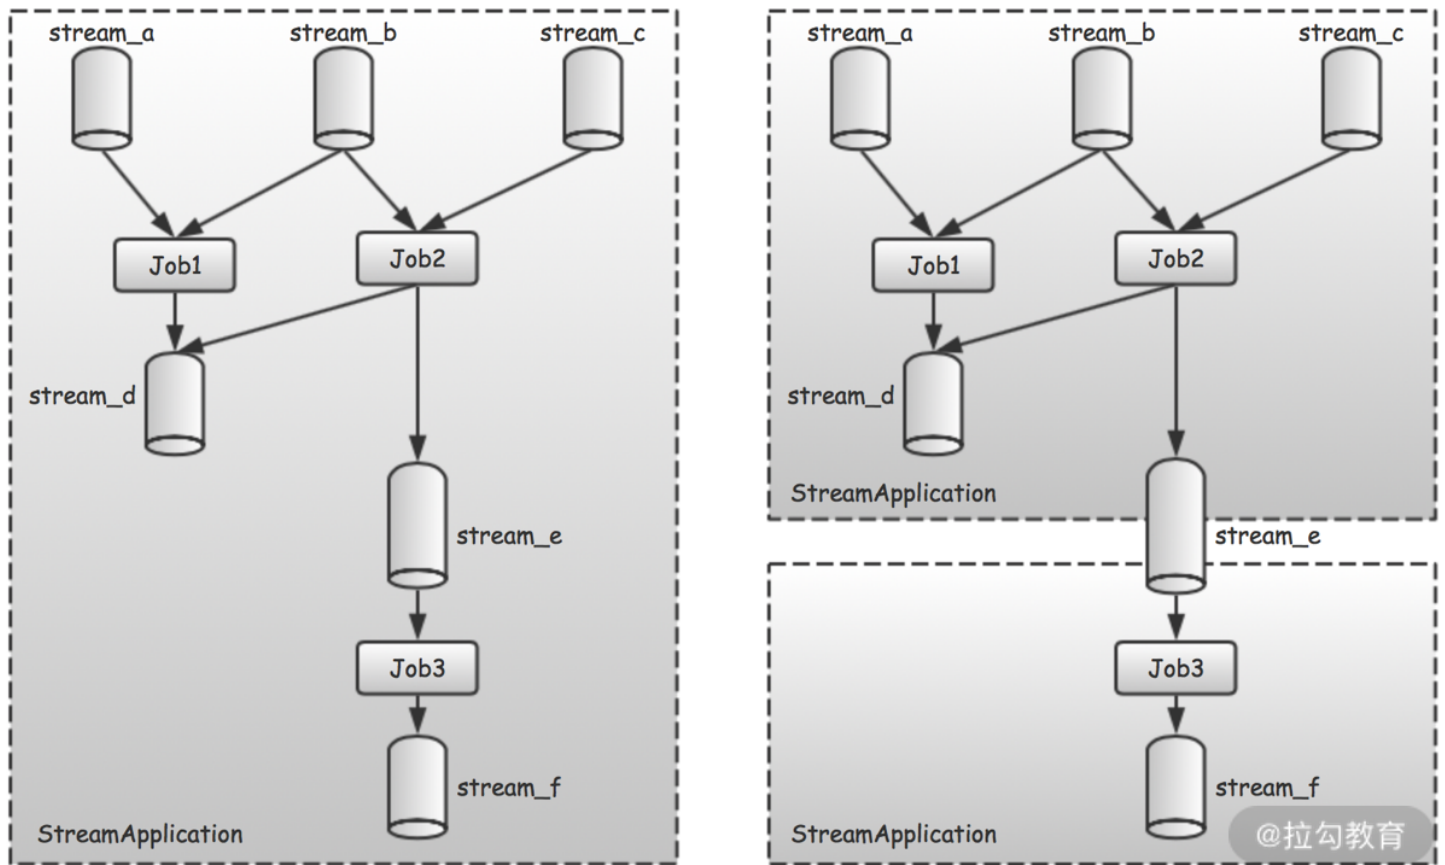 stream_a
stream_b
stream_c
Job1
Job2
stream_d
stream_e
Job3
stream_f
StreamApplication
stream_a
stream_b
stream_c
Job1
Job2
stream_d
StreamApplication
stream_e
Job3
stream_f
StreamApplication
@拉勾教育